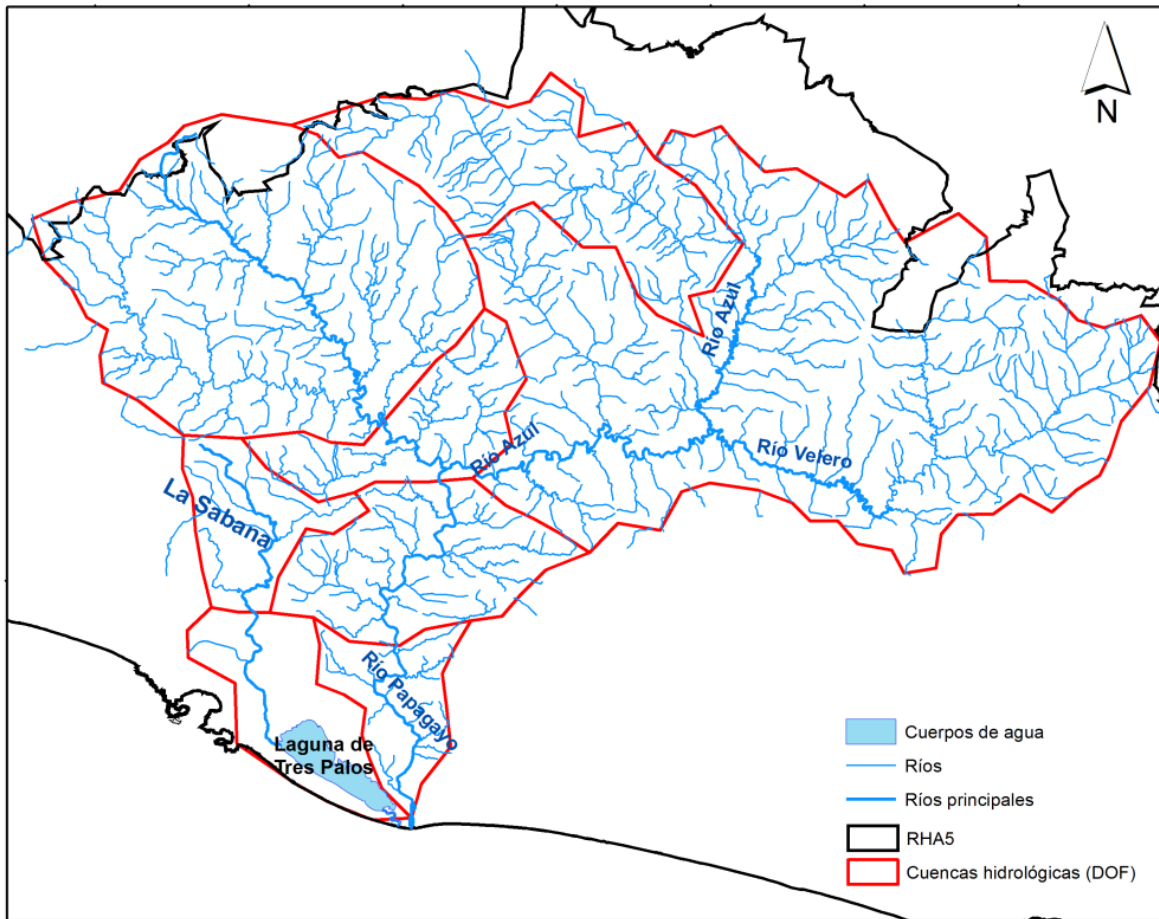 N
Río Azul
Río Azul
Río Velero
La Sabana
Río Papagayo
Laguna de
Tres Palos
Cuerpos de agua
Ríos
Ríos principales
RHA5
Cuencas hidrológicas (DOF)